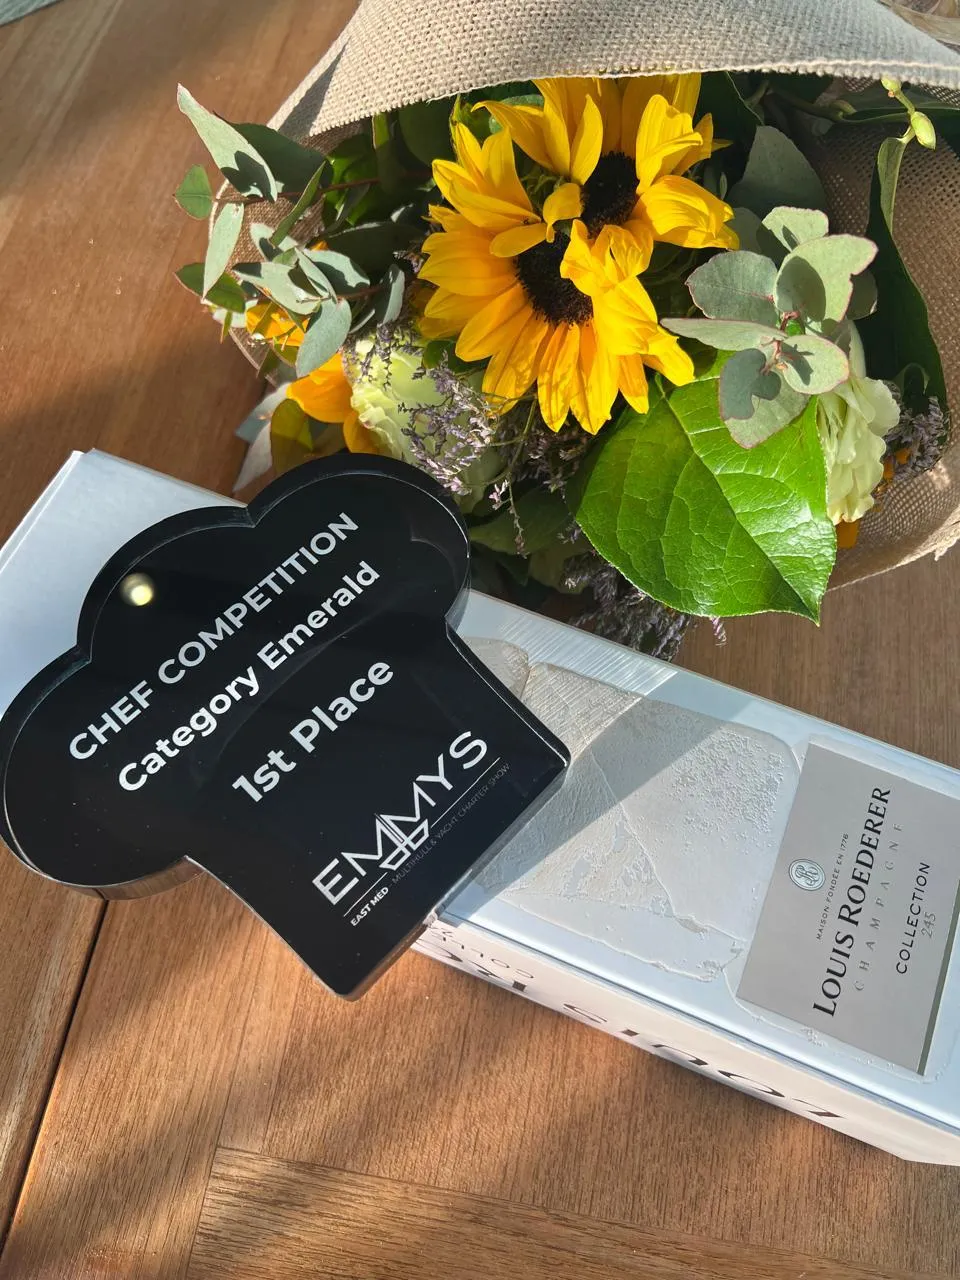 CHEF COMPETITION
Category Emerald
1st Place
EMMYS
EAST MED MULTIHULL & YACHT CHARTER SHOW
MAISON FONDÉE EN 1776
LOUIS ROEDERER
CHAMPAGNE
COLLECTION
245